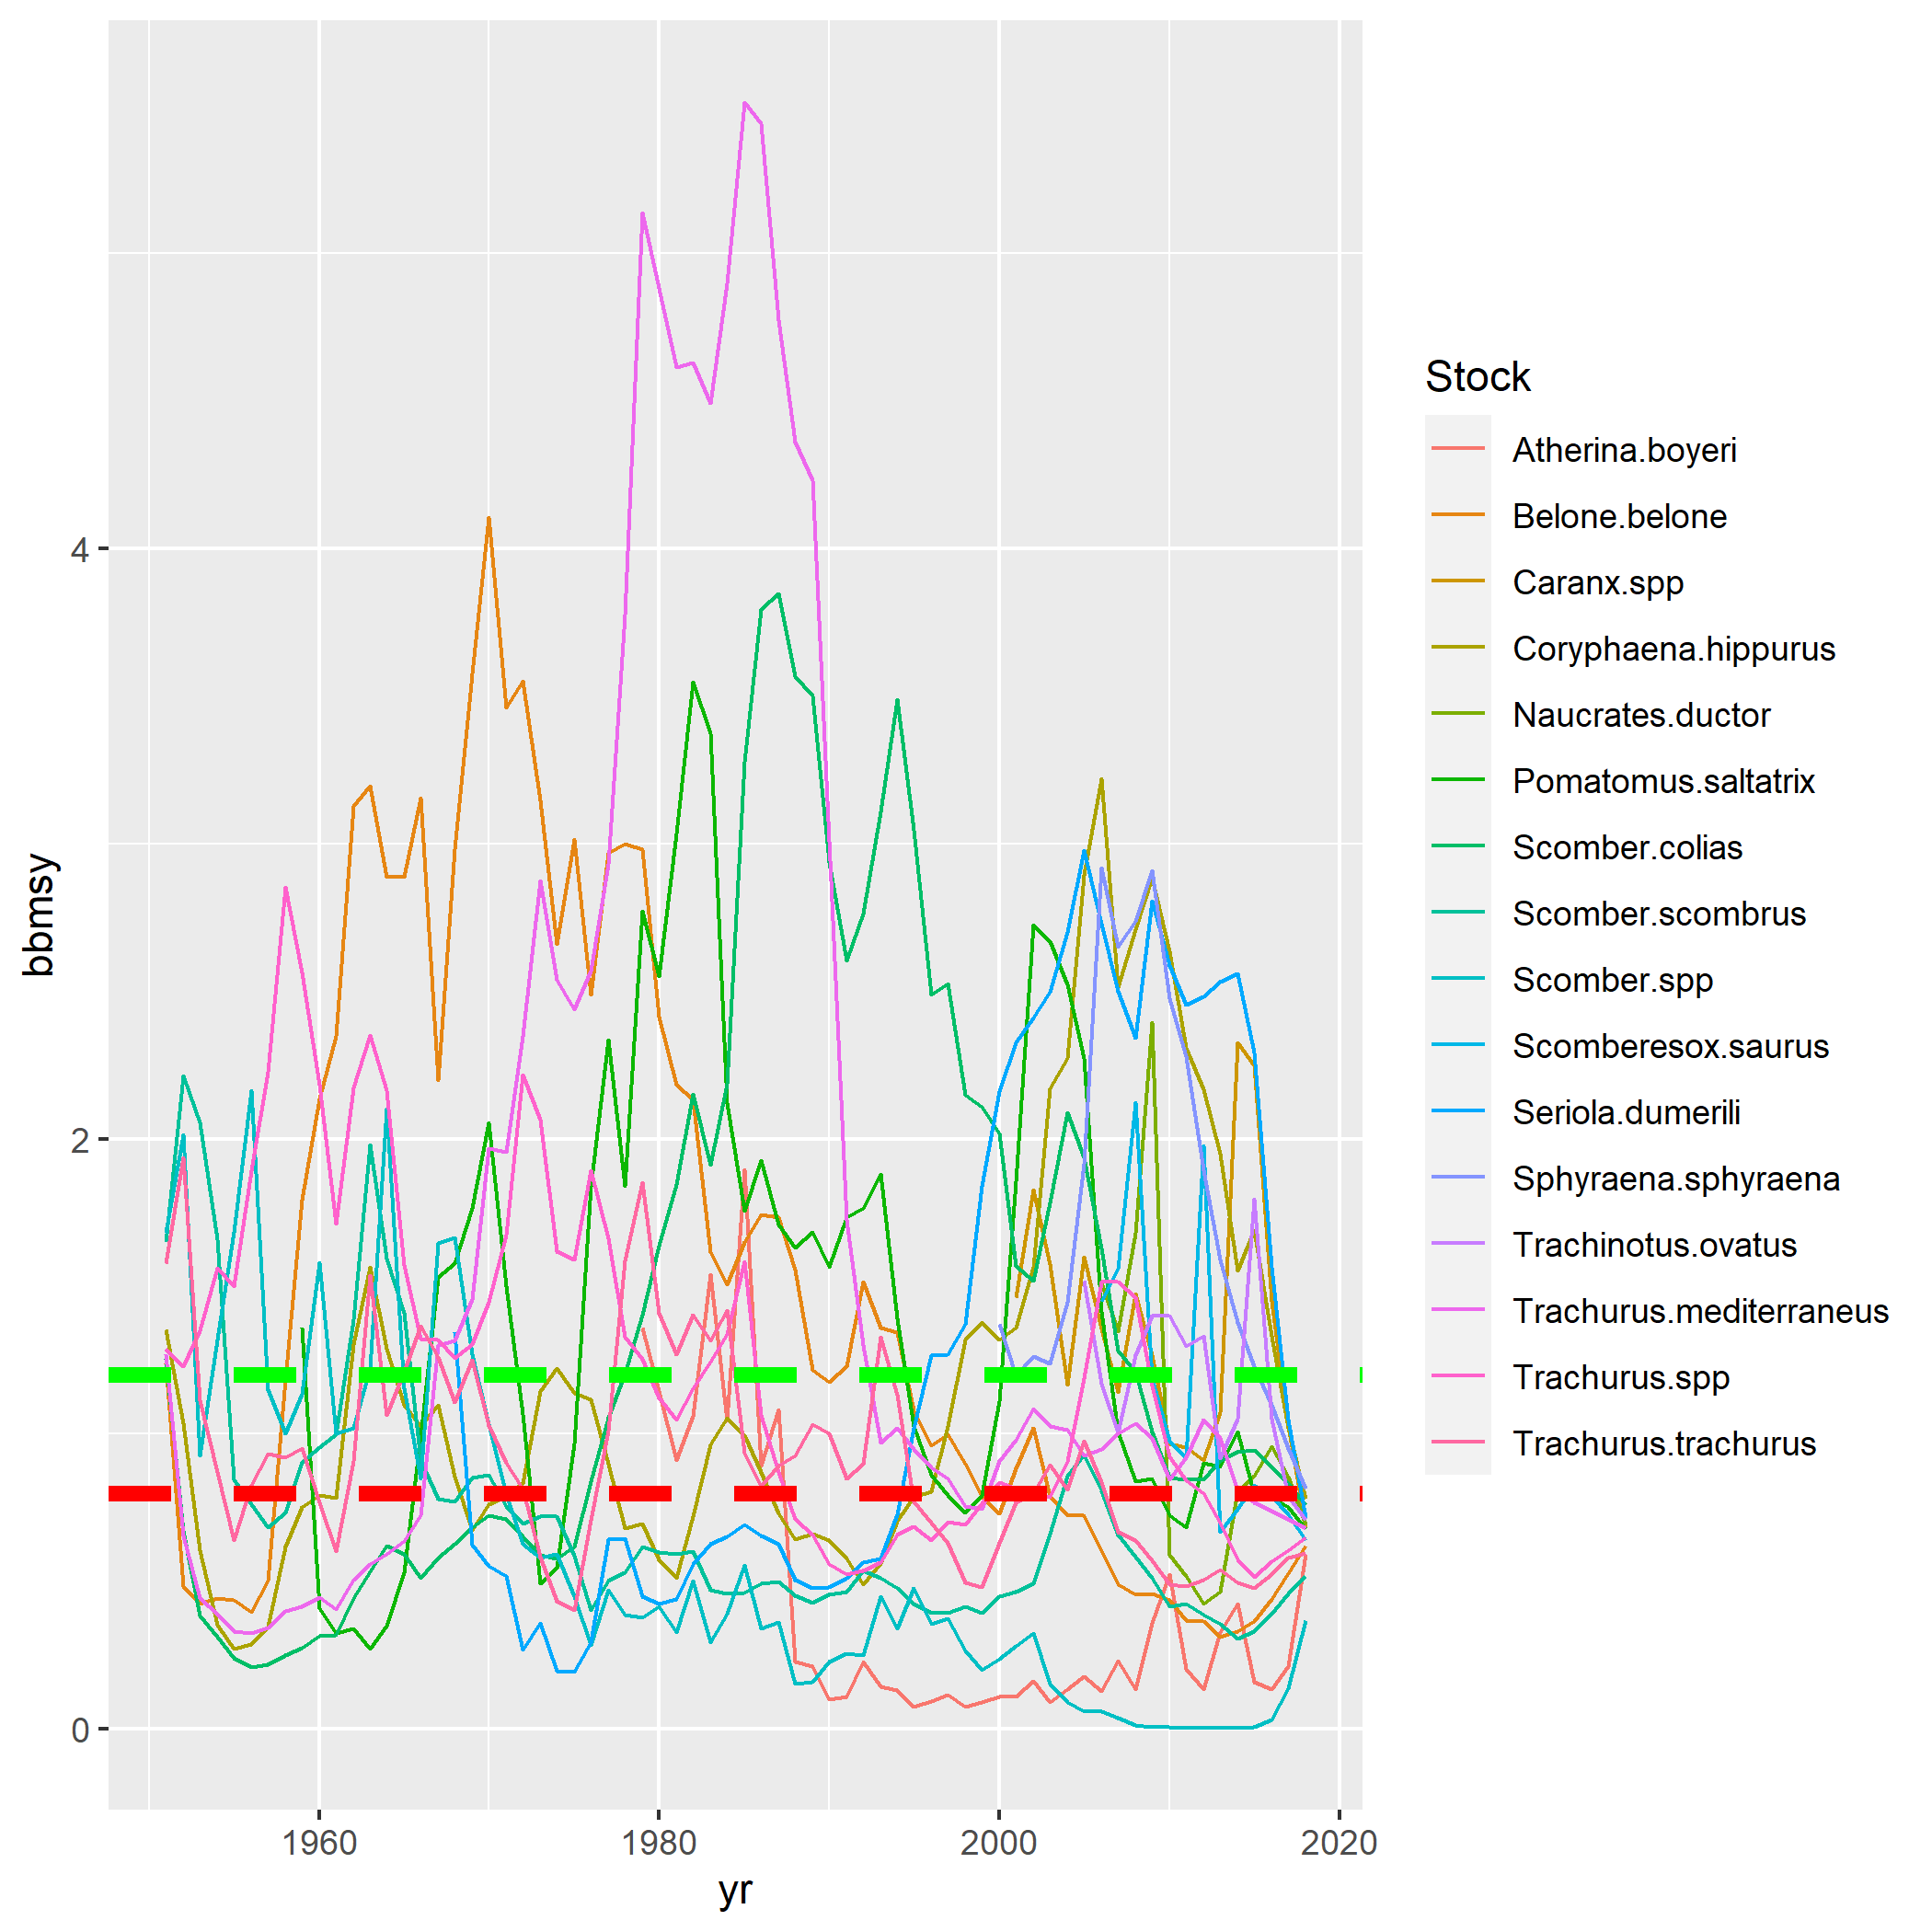 bbmsy
4
2
0
1960
1980
2000
2020
yr
Stock
Atherina.boyeri
Belone.belone
Caranx.spp
Coryphaena.hippurus
Naucrates.ductor
Pomatomus.saltatrix
Scomber.colias
Scomber.scombrus
Scomber.spp
Scomberesox.saurus
Seriola.dumerili
Sphyraena.sphyraena
Trachinotus.ovatus
Trachurus.mediterraneus
Trachurus.spp
Trachurus.trachurus